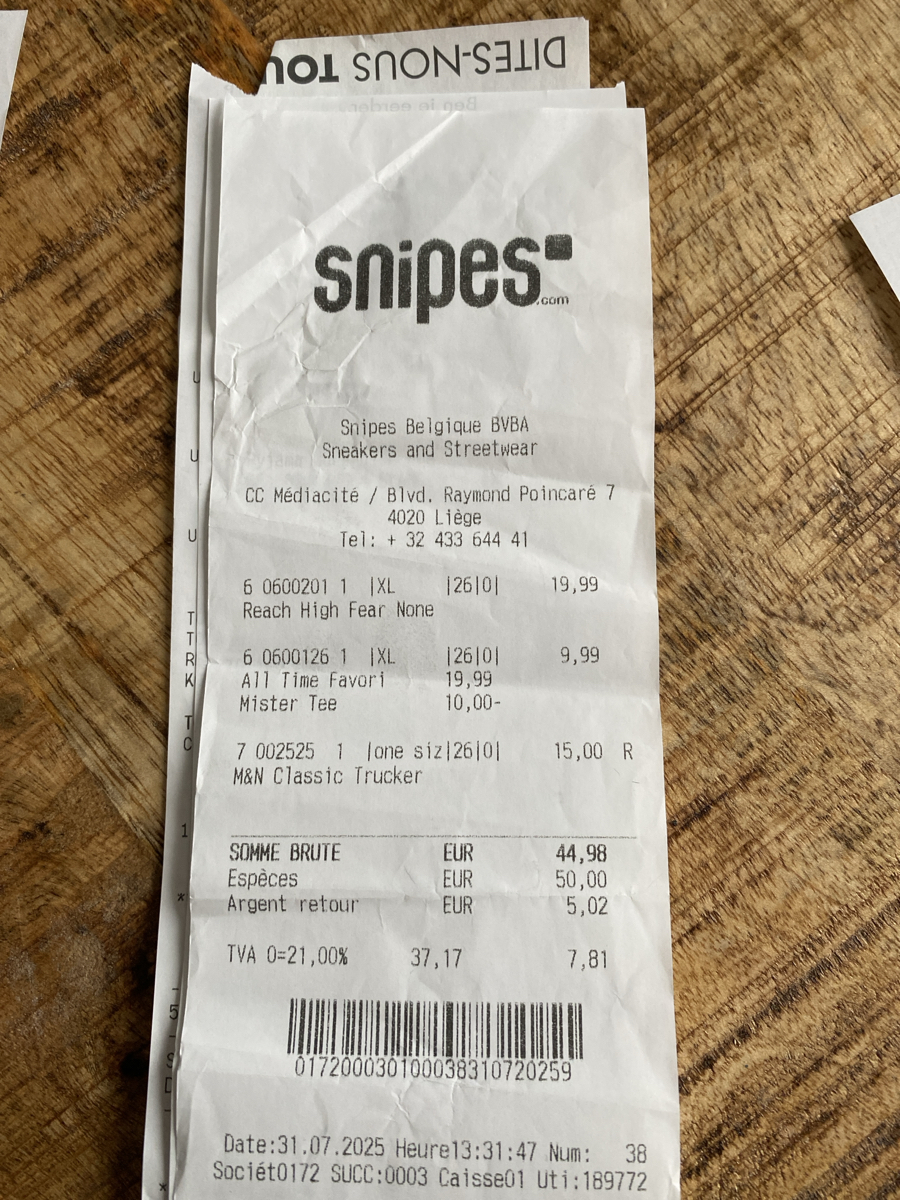 DITES-NOUS TOU
snipes
.com
Snipes Belgique BVBA
Sneakers and Streetwear
CC Médiacité / Blvd. Raymond Poincaré 7
4020 Liège
Tel: + 32 433 644 41
6 0600201 1 |XL |26|0| 19,99
Reach High Fear None
6 0600126 1 |XL |26|0| 9,99
All Time Favori 19,99
Mister Tee 10,00-
7 002525 1 |one siz|26|0| 15,00 R
M&N Classic Trucker
SOMME BRUTE EUR 44,98
Espèces EUR 50,00
Argent retour EUR 5,02
TVA 0=21,00% 37,17 7,81
017200030100038310720259
Date:31.07.2025 Heure13:31:47 Num: 38
Sociét0172 SUCC:0003 Caisse01 Uti:189772